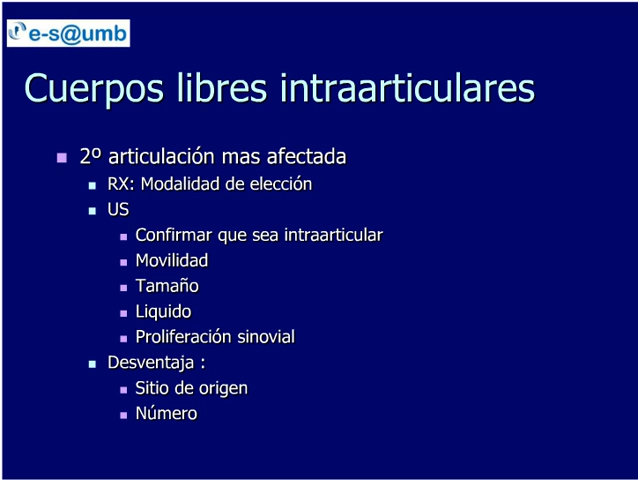 e-s@umb
Cuerpos libres intraarticulares
2º articulación mas afectada
RX: Modalidad de elección
US
Confirmar que sea intraarticular
Movilidad
Tamaño
Liquido
Proliferación sinovial
Desventaja :
Sitio de origen
Número